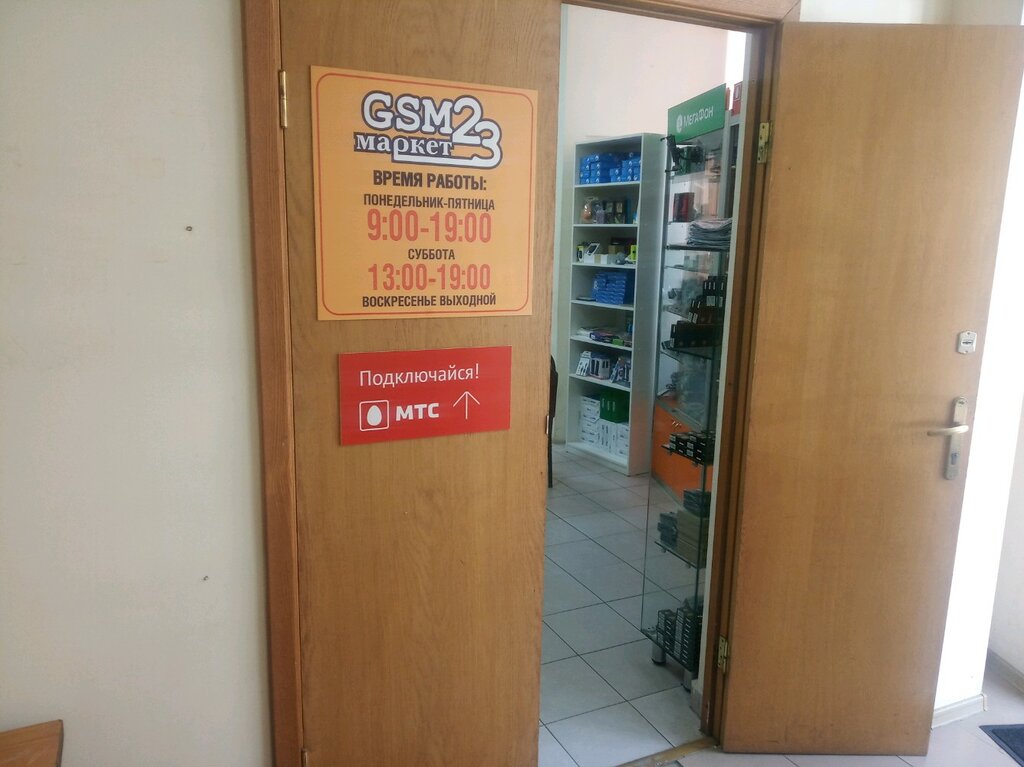 GSM23
маркет
ВРЕМЯ РАБОТЫ:
ПОНЕДЕЛЬНИК-ПЯТНИЦА
9:00-19:00
СУББОТА
13:00-19:00
ВОСКРЕСЕНЬЕ ВЫХОДНОЙ
Подключайся!
МТС
МЕГАФОН